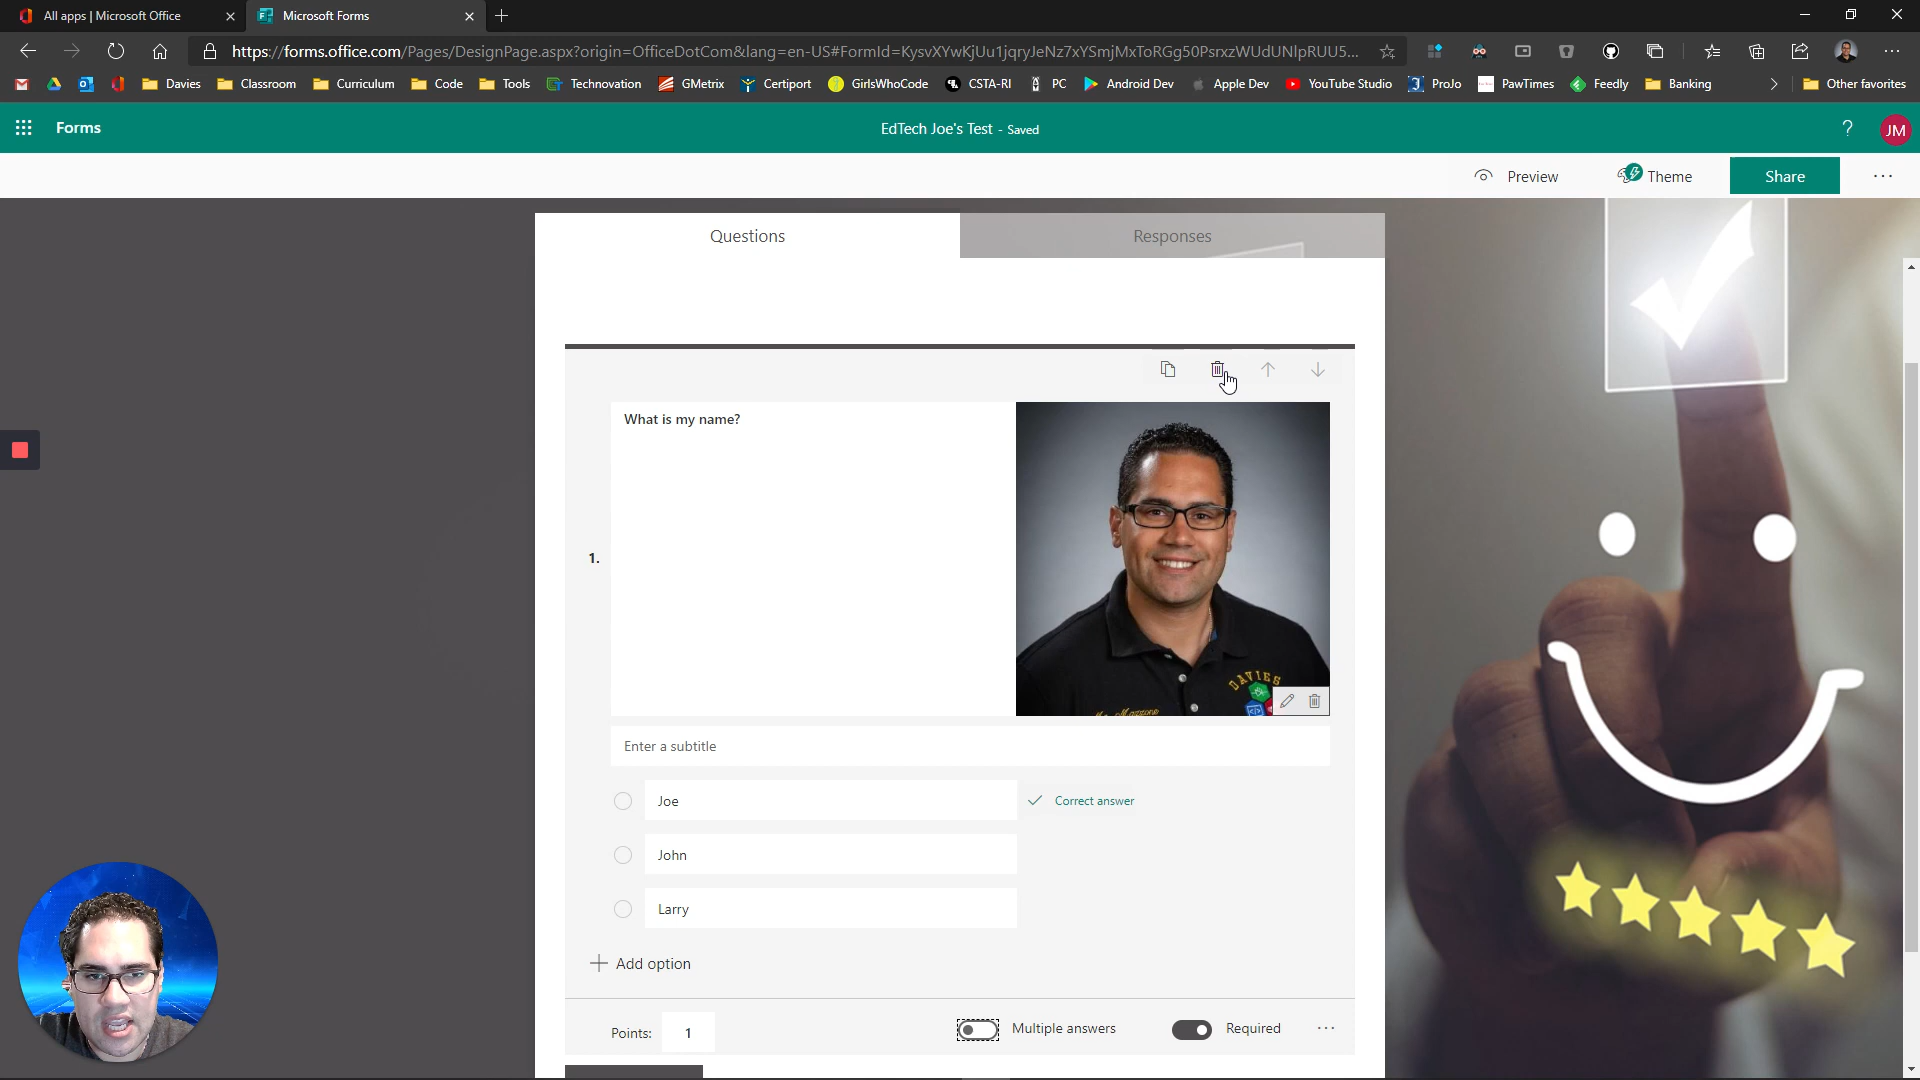 All apps | Microsoft Office
Microsoft Forms
https://forms.office.com/Pages/DesignPage.aspx?origin=OfficeDotCom&lang=en-US#FormId=KysvXYwKjUu1jqryJeNz7xYSmjMxToRGg50PsrxzWUdUNlpRUU5...
Davies
Classroom
Curriculum
Code
Tools
Technovation
GMetrix
Certiport
GirlsWhoCode
CSTA-RI
PC
Android Dev
Apple Dev
YouTube Studio
ProJo
PawTimes
Feedly
Banking
Other favorites
Forms
EdTech Joe's Test - Saved
?
JM
Preview
Theme
Share
Questions
Responses
What is my name?
1.
DAVIES
Enter a subtitle
Joe
Correct answer
John
Larry
Add option
Points: 1
Multiple answers
Required